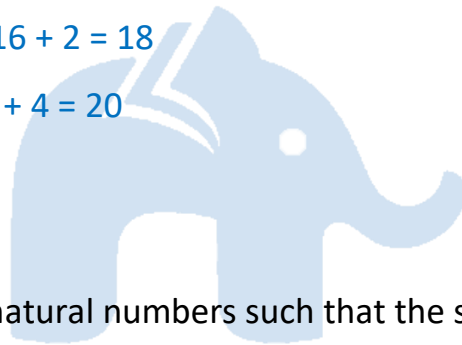 16 + 2 = 18
+ 4 = 20
natural numbers such that the s